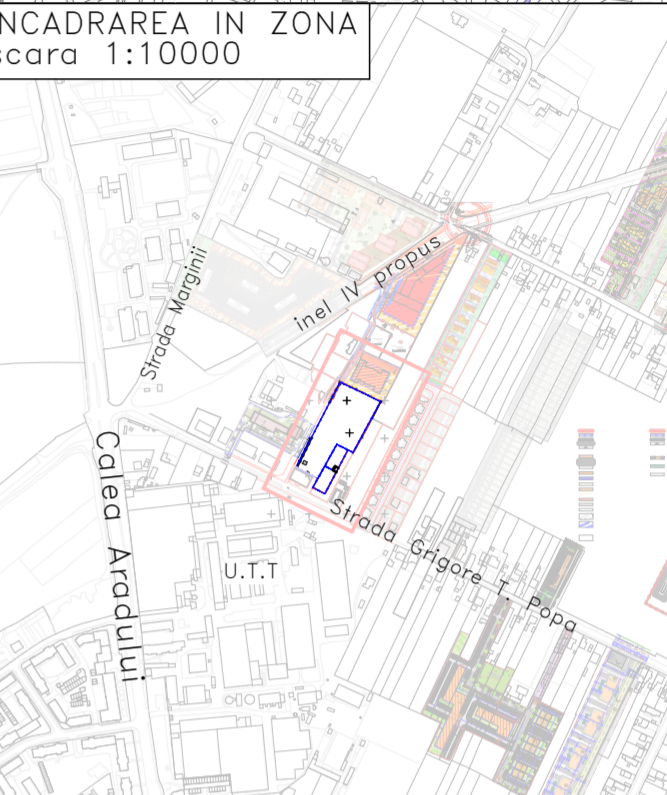 NCADRAREA IN ZONA
scara 1:10000
Strada Marginii
inel IV propus
Calea Aradului
Strada Grigore T. Popa
U.T.T